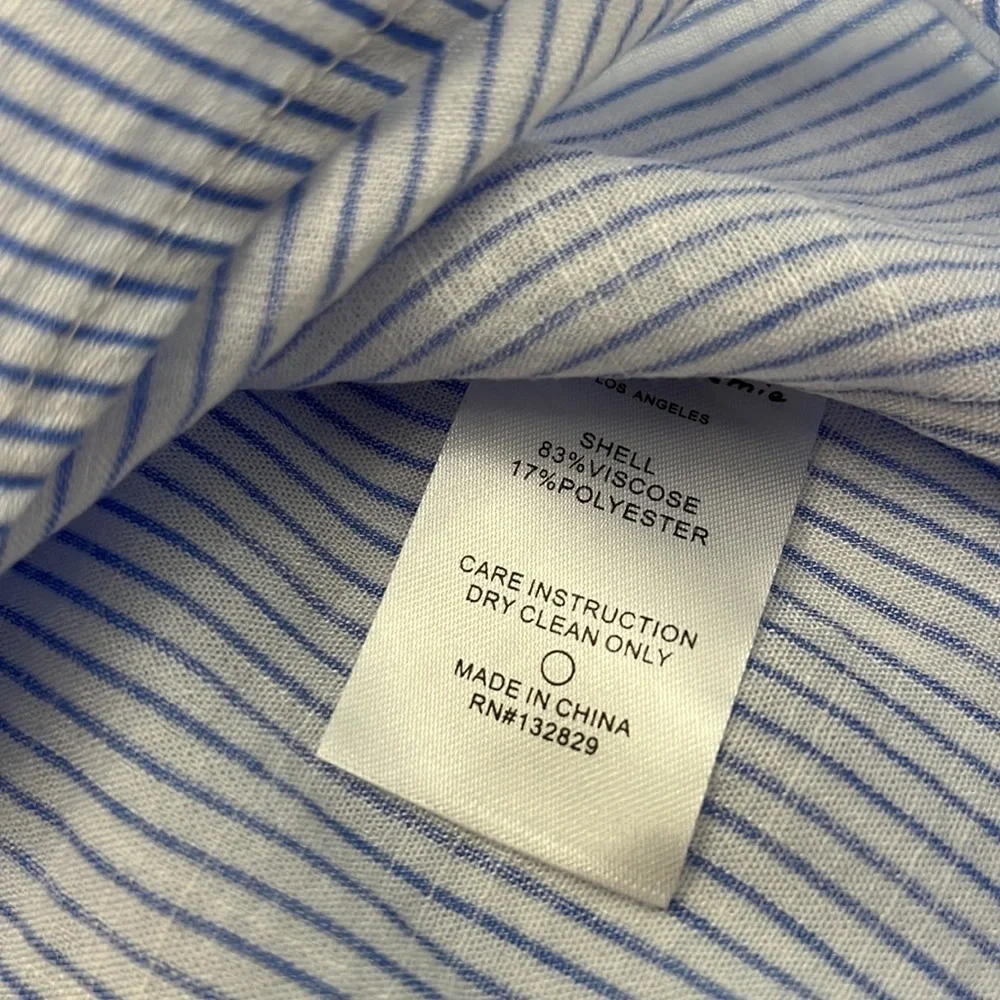 LOS ANGELES
SHELL
83%VISCOSE
17%POLYESTER
CARE INSTRUCTION
DRY CLEAN ONLY
MADE IN CHINA
RN#132829